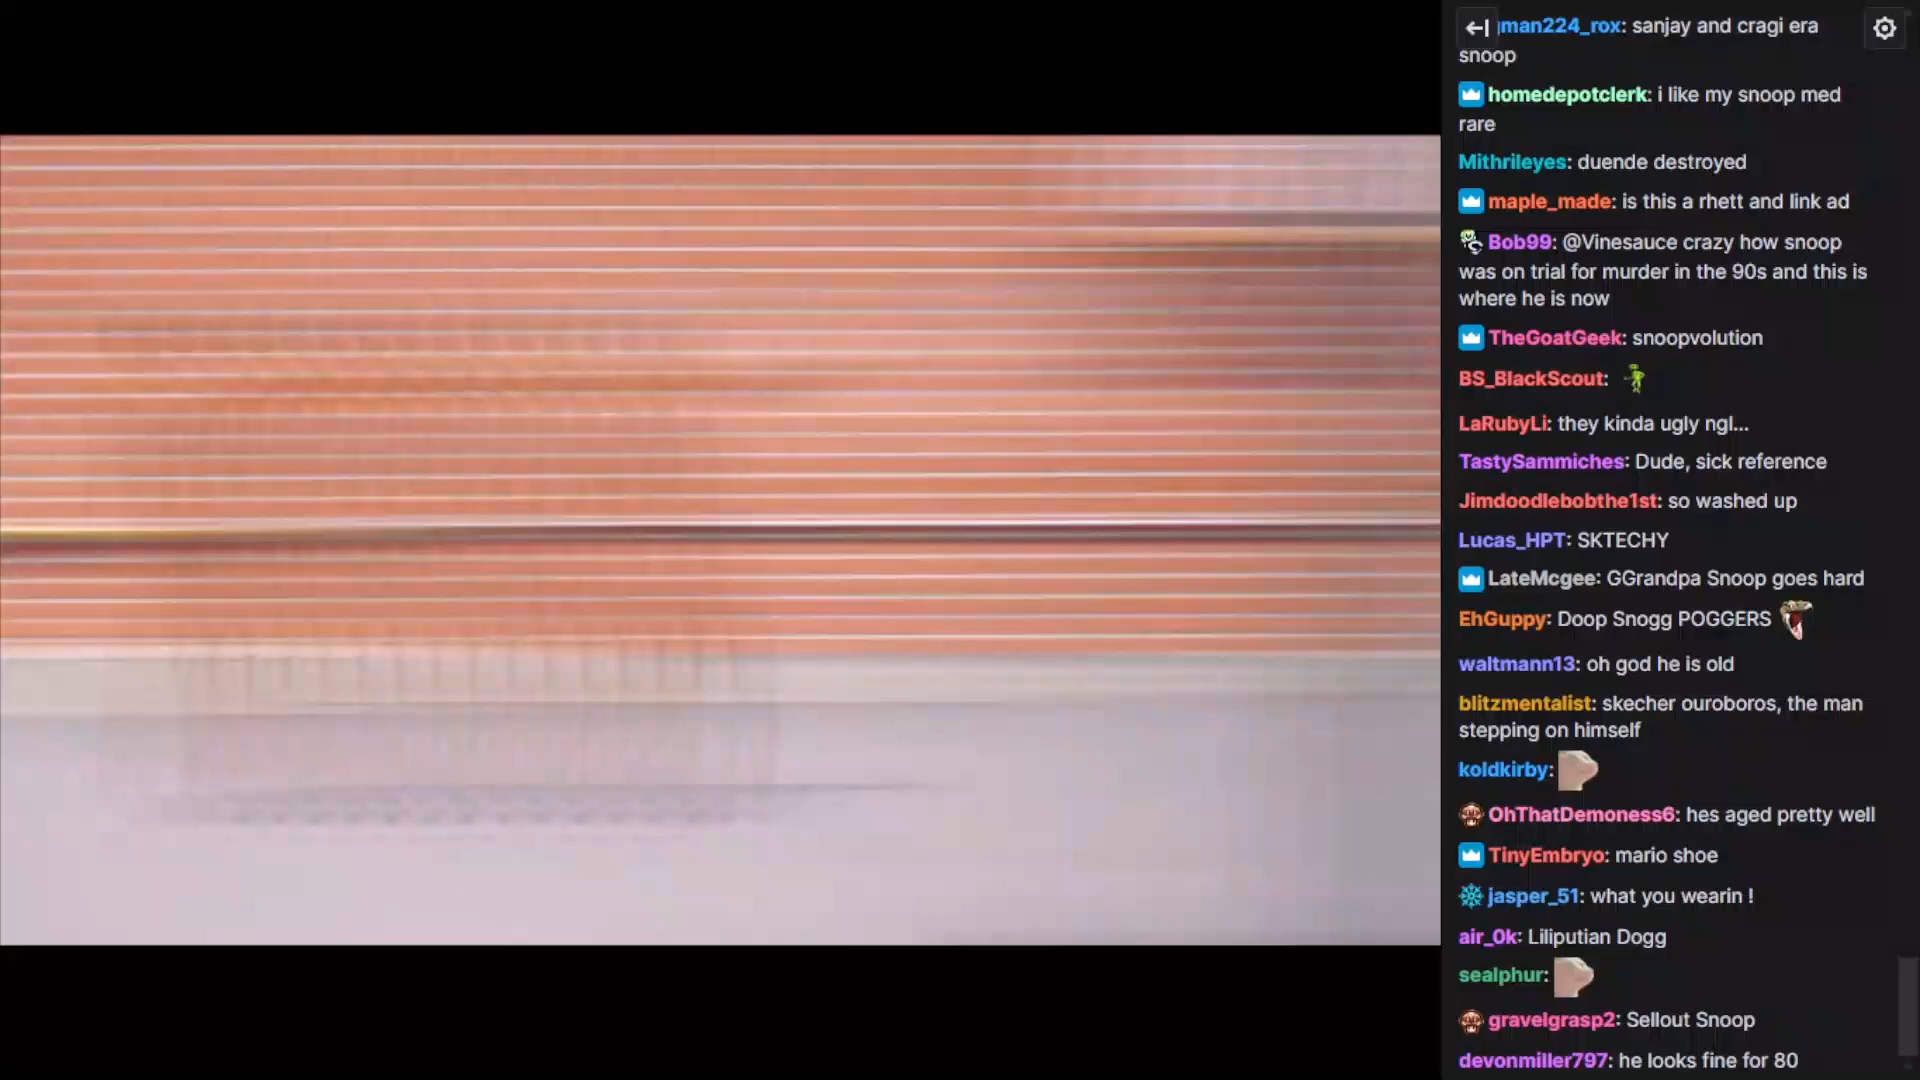 man224_rox: sanjay and cragi era
snoop
homedepotclerk: i like my snoop med
rare
Mithrileyes: duende destroyed
maple_made: is this a rhett and link ad
Bob99: @Vinesauce crazy how snoop
was on trial for murder in the 90s and this is
where he is now
TheGoatGeek: snoopvolution
BS_BlackScout:
LaRubyLi: they kinda ugly ngl...
TastySammiches: Dude, sick reference
Jimdoodlebobthe1st: so washed up
Lucas_HPT: SKTECHY
LateMcgee: GGrandpa Snoop goes hard
EhGuppy: Doop Snogg POGGERS
waltmann13: oh god he is old
blitzmentalist: skecher ouroboros, the man
stepping on himself
koldkirby:
OhThatDemoness6: hes aged pretty well
TinyEmbryo: mario shoe
jasper_51: what you wearin !
air_0k: Liliputian Dogg
sealphur:
gravelgrasp2: Sellout Snoop
devonmiller797: he looks fine for 80